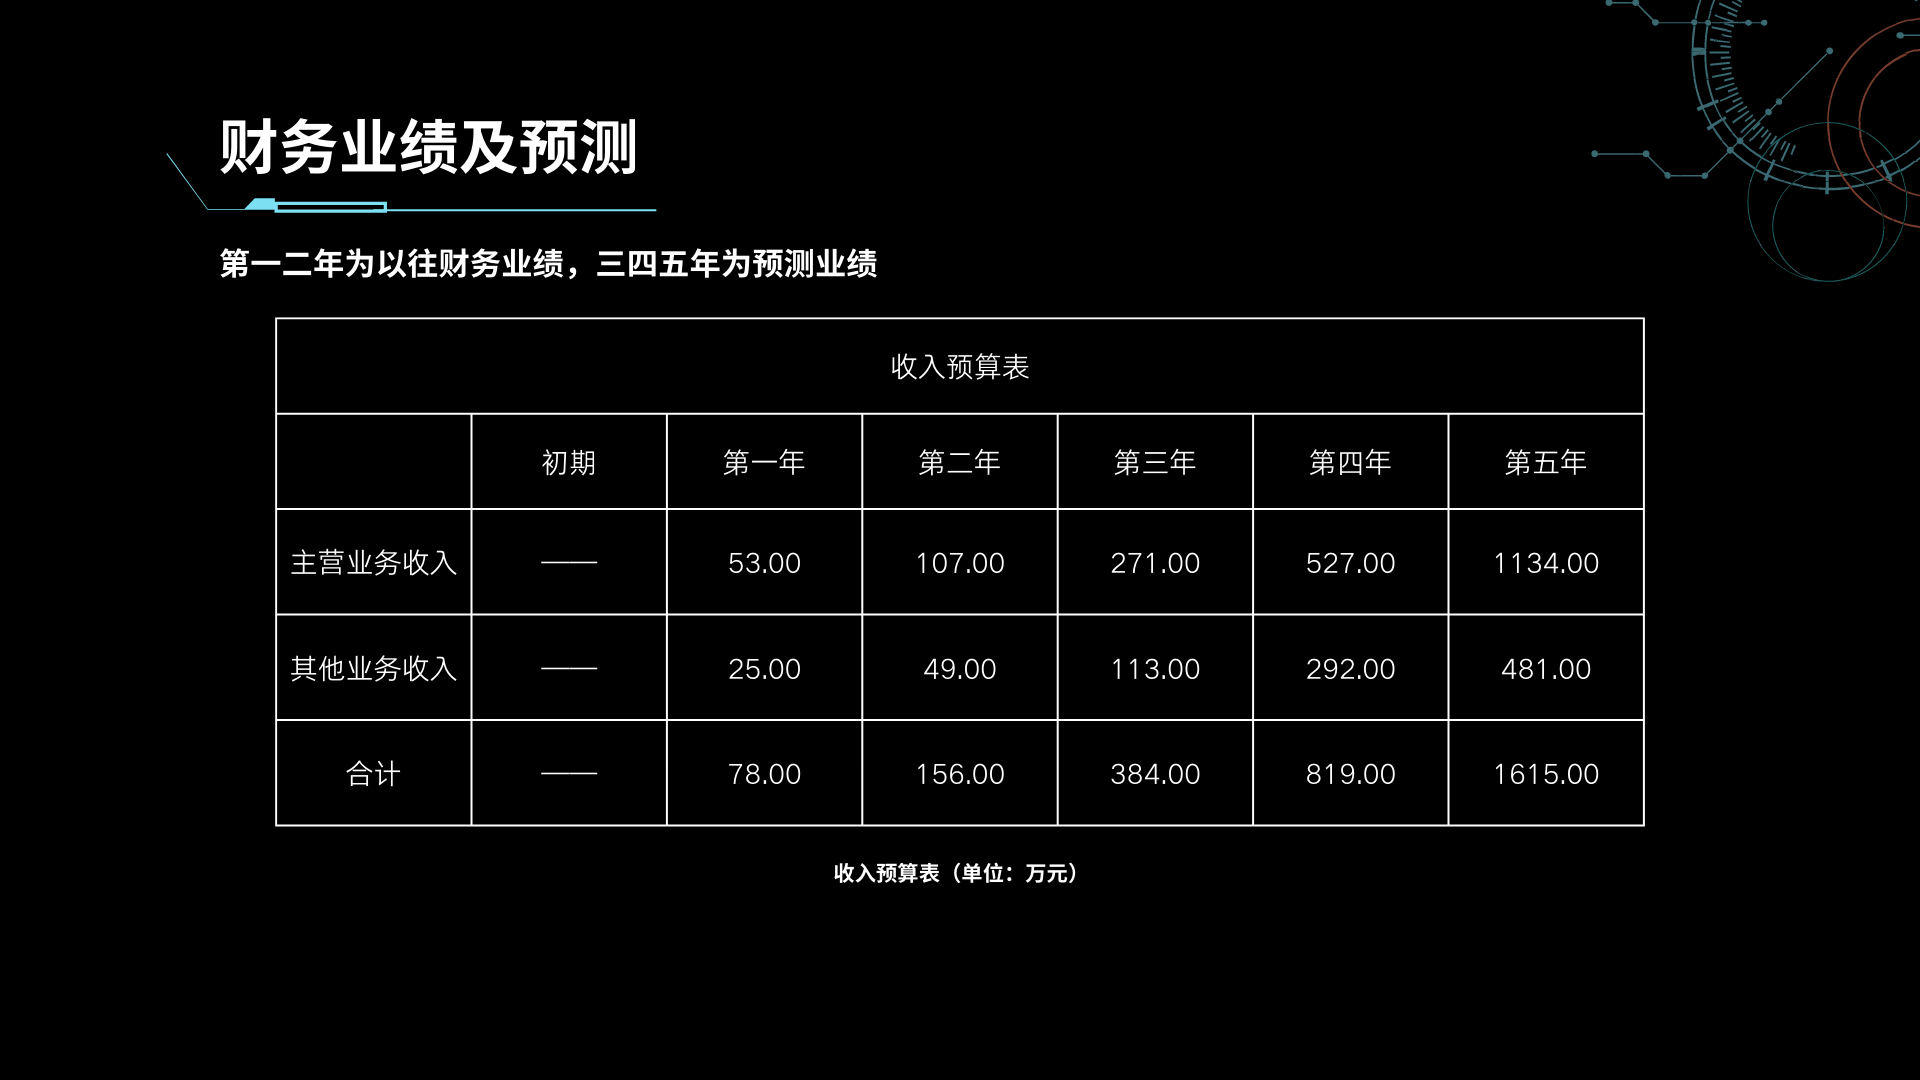 财务业绩及预测
第一二年为以往财务业绩，三四五年为预测业绩
收入预算表
初期 第一年 第二年 第三年 第四年 第五年
主营业务收入 —— 53.00 107.00 271.00 527.00 1134.00
其他业务收入 —— 25.00 49.00 113.00 292.00 481.00
合计 —— 78.00 156.00 384.00 819.00 1615.00
收入预算表（单位：万元）